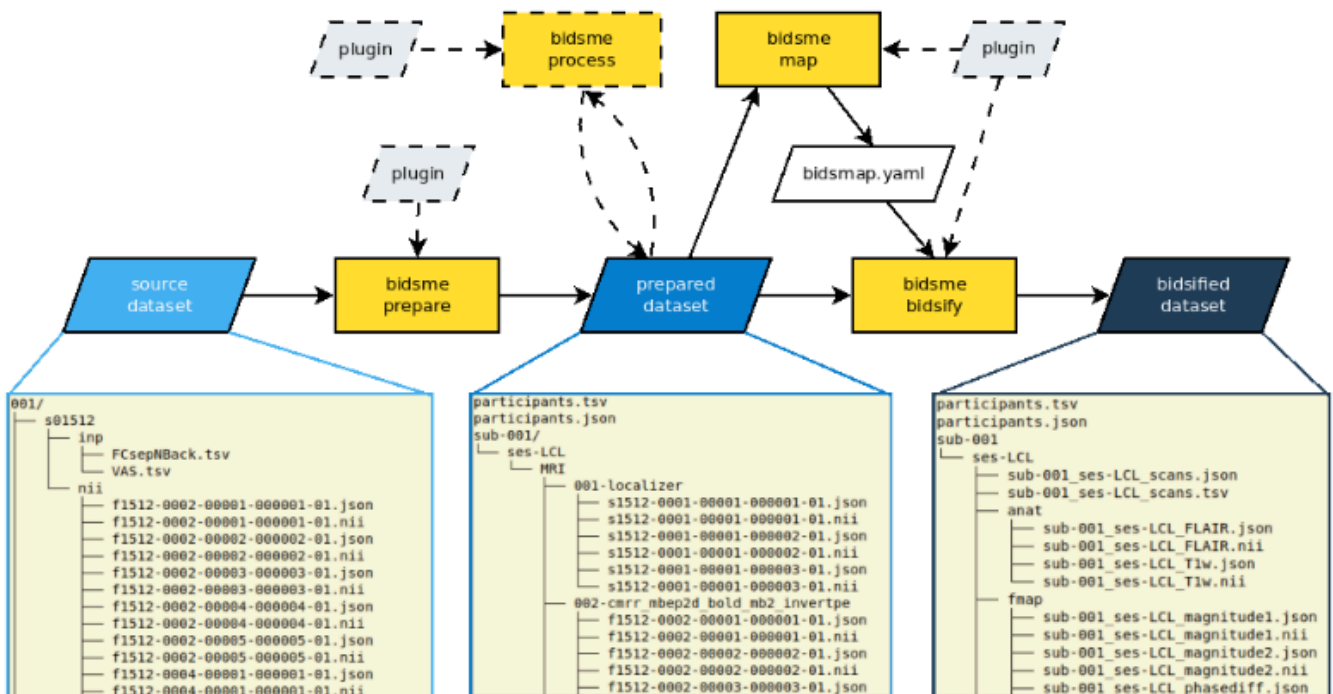 plugin
bidsme
process
bidsme
map
plugin
plugin
bidsmap.yaml
source
dataset
bidsme
prepare
prepared
dataset
bidsme
bidsify
bidsified
dataset
001/
s01512
inp
FCsepNBack.tsv
VAS.tsv
nii
f1512-0002-00001-000001-01.json
f1512-0002-00001-000001-01.nii
f1512-0002-00002-000002-01.json
f1512-0002-00002-000002-01.nii
f1512-0002-00003-000003-01.json
f1512-0002-00003-000003-01.nii
f1512-0002-00004-000004-01.json
f1512-0002-00004-000004-01.nii
f1512-0002-00005-000005-01.json
f1512-0002-00005-000005-01.nii
f1512-0004-00001-000001-01.json
f1512-0004-00001-000001-01.nii
participants.tsv
participants.json
sub-001/
ses-LCL
MRI
001-localizer
s1512-0001-00001-000001-01.json
s1512-0001-00001-000001-01.nii
s1512-0001-00001-000002-01.json
s1512-0001-00001-000002-01.nii
s1512-0001-00001-000003-01.json
s1512-0001-00001-000003-01.nii
002-cmrr_mbep2d_bold_mb2_invertpe
f1512-0002-00001-000001-01.json
f1512-0002-00001-000001-01.nii
f1512-0002-00002-000002-01.json
f1512-0002-00002-000002-01.nii
f1512-0002-00003-000003-01.json
participants.tsv
participants.json
sub-001
ses-LCL
sub-001_ses-LCL_scans.json
sub-001_ses-LCL_scans.tsv
anat
sub-001_ses-LCL_FLAIR.json
sub-001_ses-LCL_FLAIR.nii
sub-001_ses-LCL_T1w.json
sub-001_ses-LCL_T1w.nii
fmap
sub-001_ses-LCL_magnitude1.json
sub-001_ses-LCL_magnitude1.nii
sub-001_ses-LCL_magnitude2.json
sub-001_ses-LCL_magnitude2.nii
sub-001_ses-LCL_phasediff.json